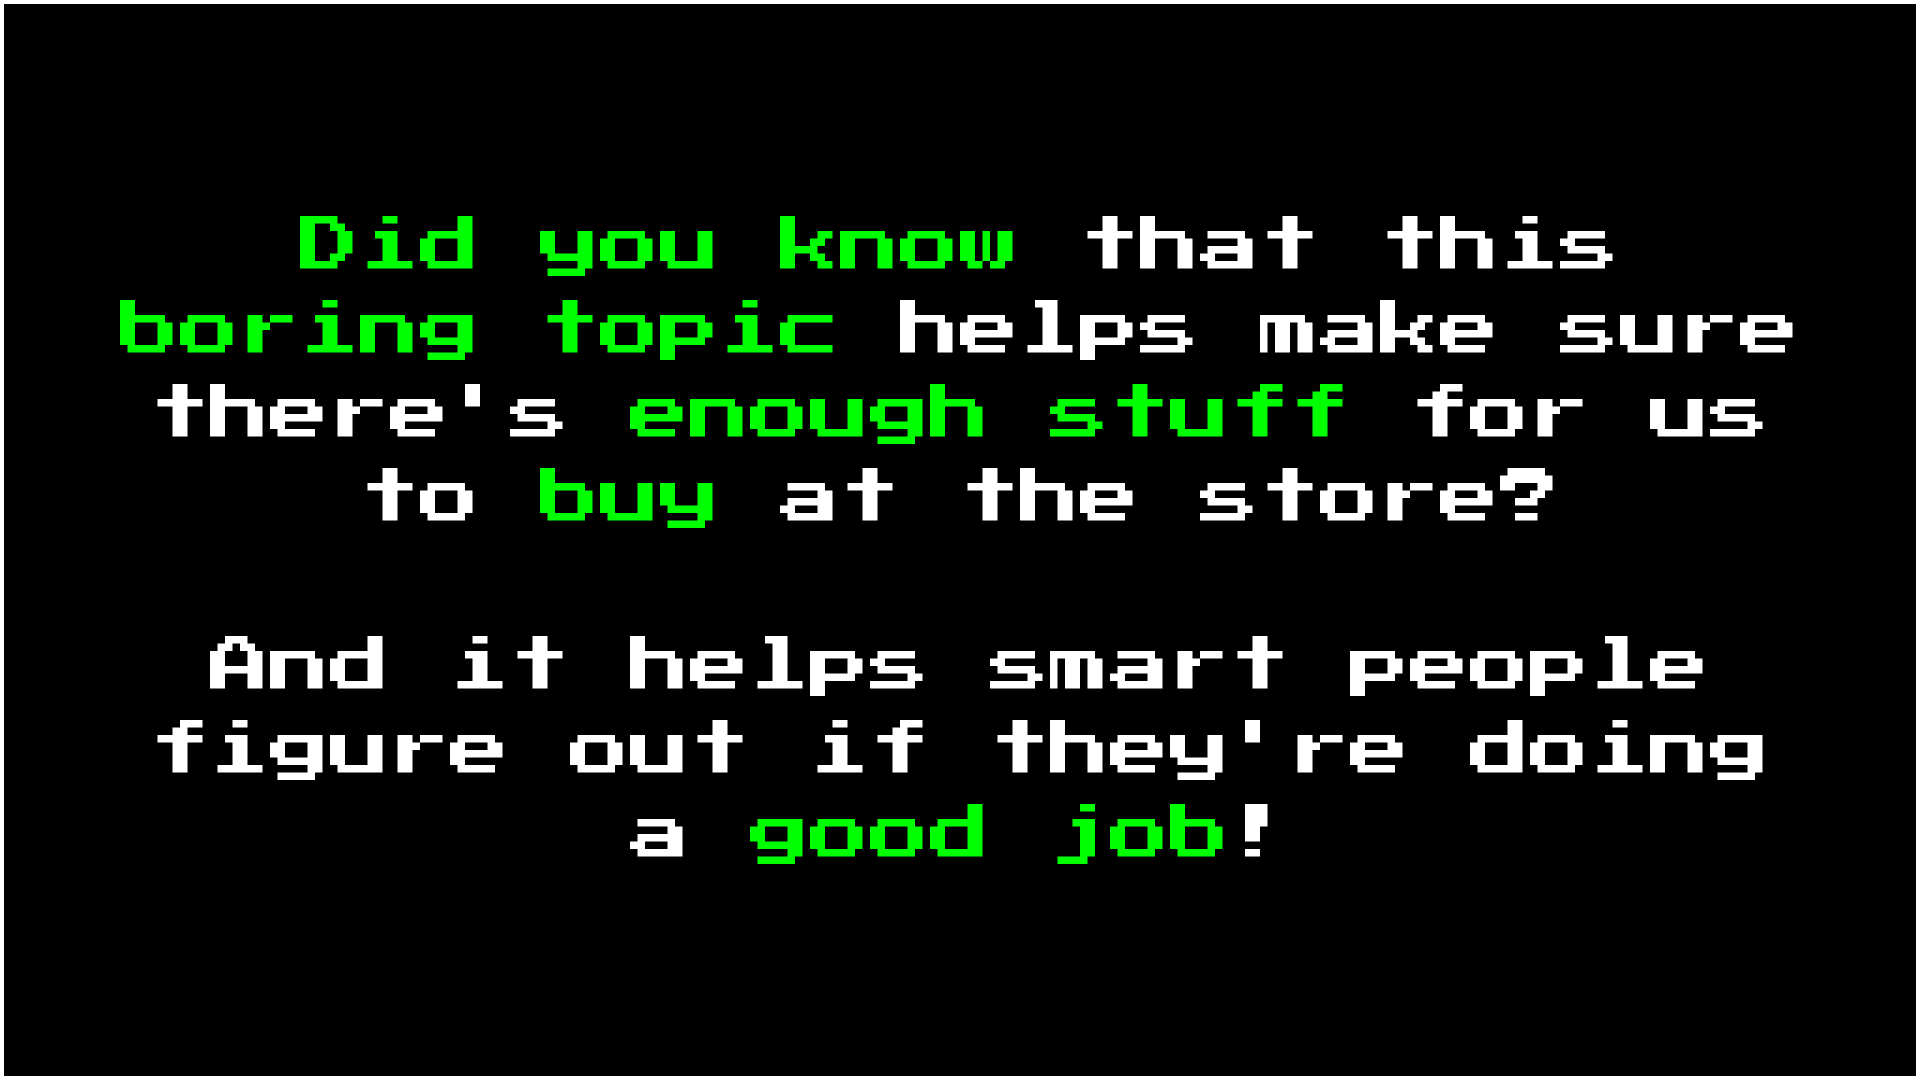 Did you know that this
boring topic helps make sure
there's enough stuff for us
to buy at the store?
And it helps smart people
figure out if they're doing
a good job!